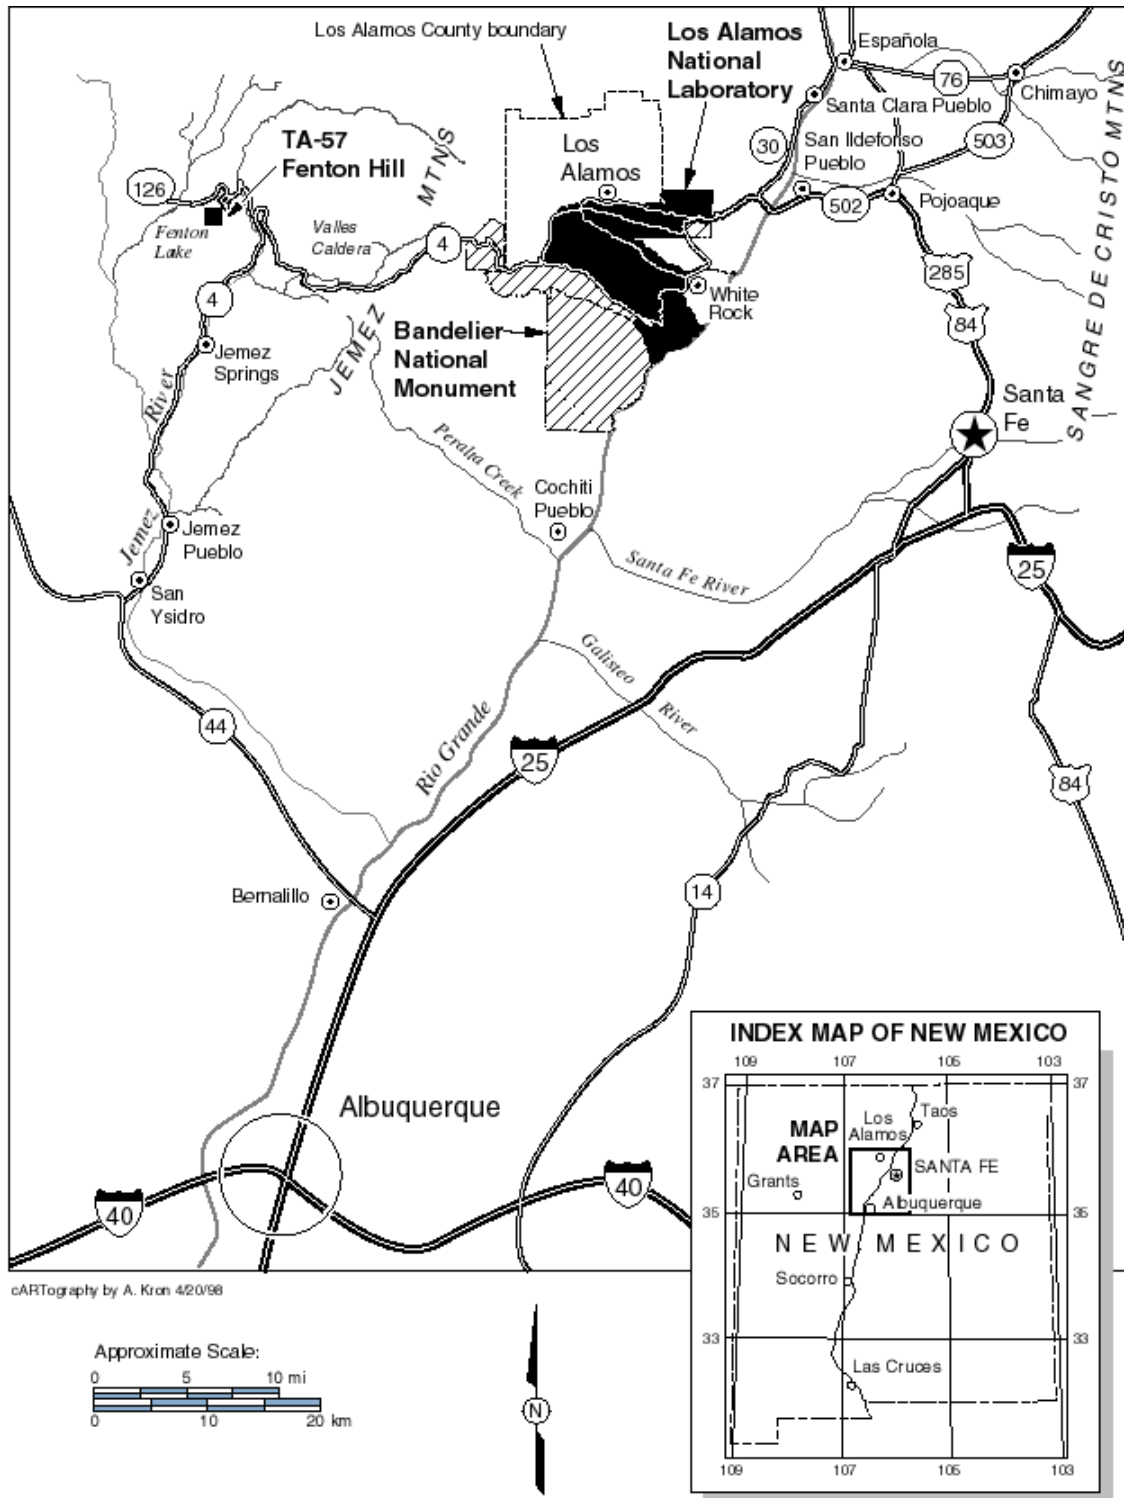 Los Alamos County boundary
Los Alamos
National
Laboratory
Española
76
Chimayo
Santa Clara Pueblo
30
San Ildefonso
Pueblo
503
502
Pojoaque
SANGRE DE CRISTO MTNS
TA-57
Fenton Hill
126
Fenton
Lake
MTNS
Los
Alamos
Valles
Caldera
4
4
285
White
Rock
84
JEMEZ
Bandelier
National
Monument
Jemez
Springs
River
Santa
Fe
Peralta Creek
Cochiti
Pueblo
Jemez
Jemez
Pueblo
San
Ysidro
Santa Fe River
25
Galisteo
River
44
Rio Grande
25
84
Bernalillo
14
Albuquerque
40
40
INDEX MAP OF NEW MEXICO
109
107
105
103
37
37
Taos
Los
Alamos
MAP
AREA
SANTA FE
Grants
Albuquerque
35
35
NEW MEXICO
Socorro
33
33
Las Cruces
109
107
105
103
cARTography by A. Kron 4/20/98
Approximate Scale:
0 5 10 mi
0 10 20 km
N